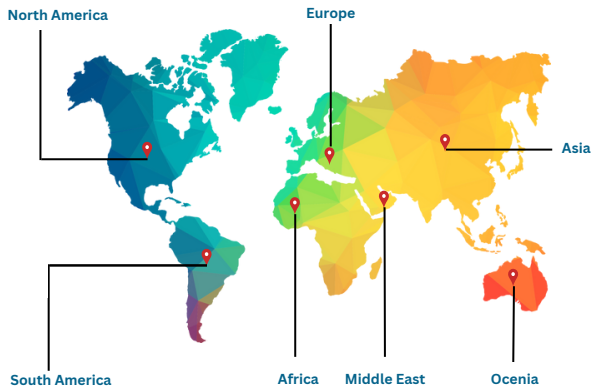 North America
Europe
Asia
South America
Africa
Middle East
Ocenia